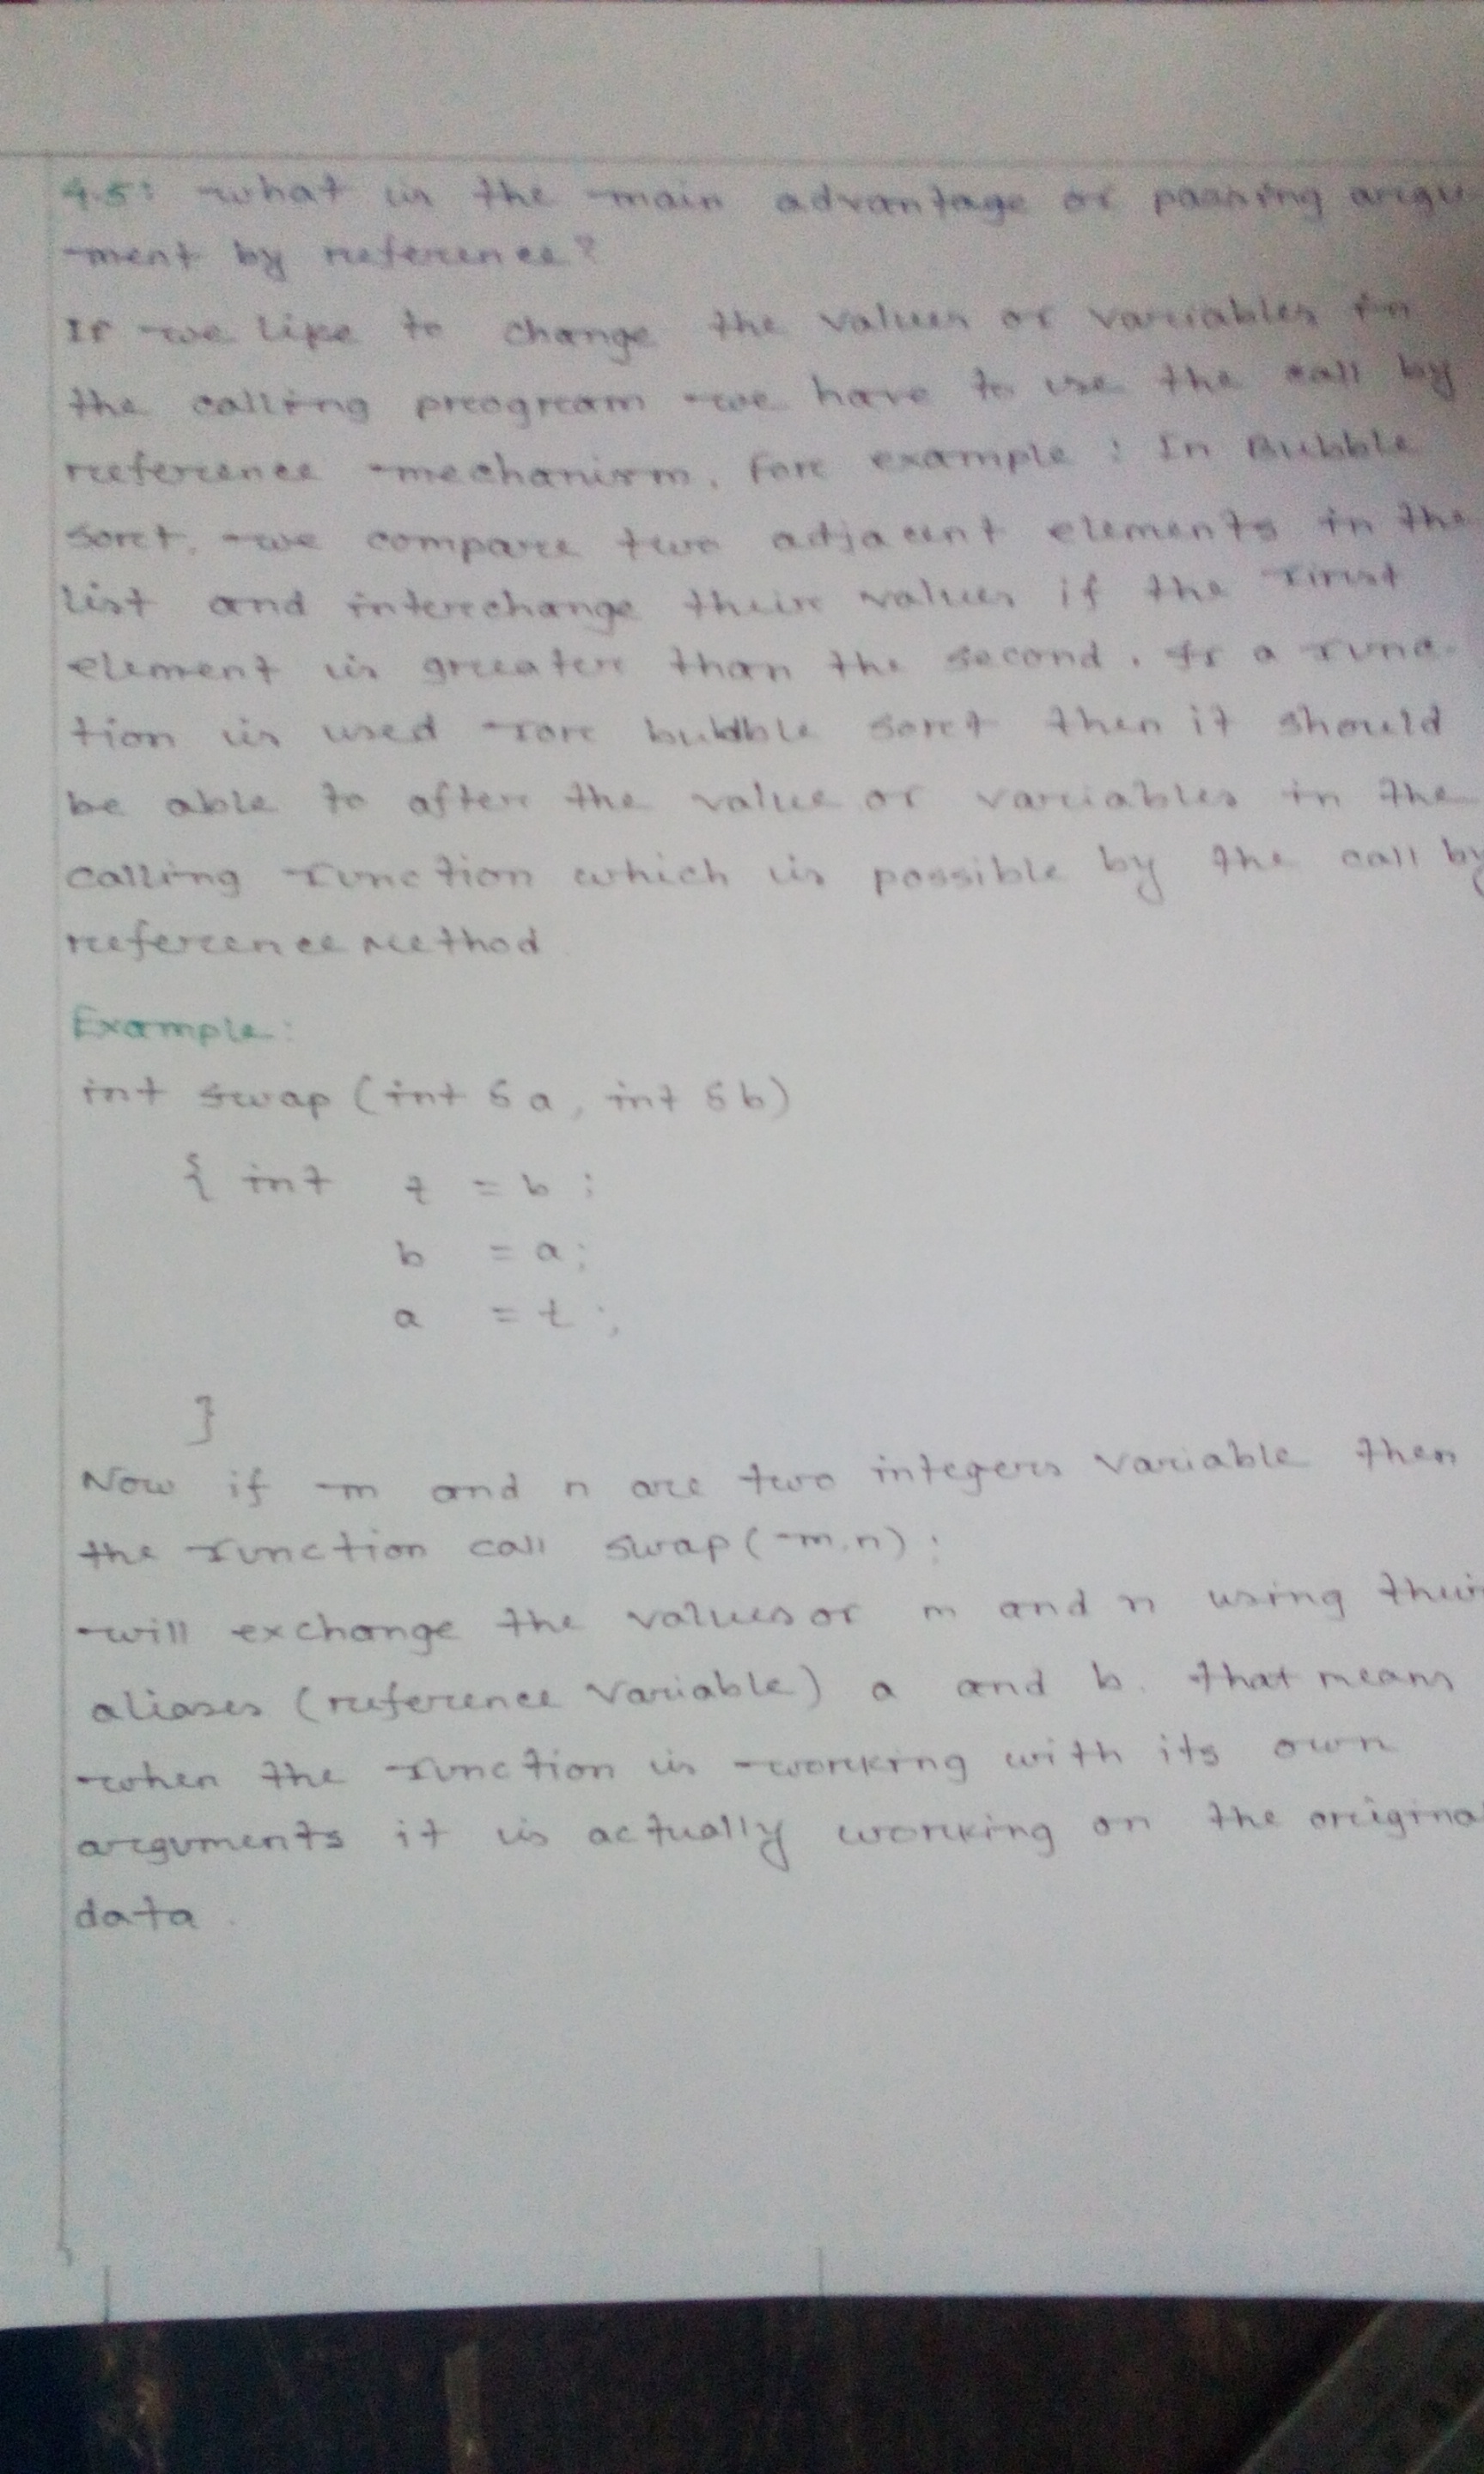 4.5: what is the main advantage of passing argu
-ment by reference?
If we like to change the values of variables in
the calling program we have to use the call by
reference mechanism. For example : In Bubble
sort, we compare two adjacent elements in the
list and interchange their values if the first
element is greater than the second. If a func-
tion is used for bubble sort then it should
be able to after the value of variables in the
calling function which is possible by the call by
reference method
Example:
int swap (int & a, int & b)
{ int t = b ;
b = a;
a = t ;
}
Now if m and n are two integers variable then
the function call swap(m,n) ;
will exchange the values of m and n using their
aliases (reference variable) a and b. that means
when the function is working with its own
arguments it is actually working on the original
data.